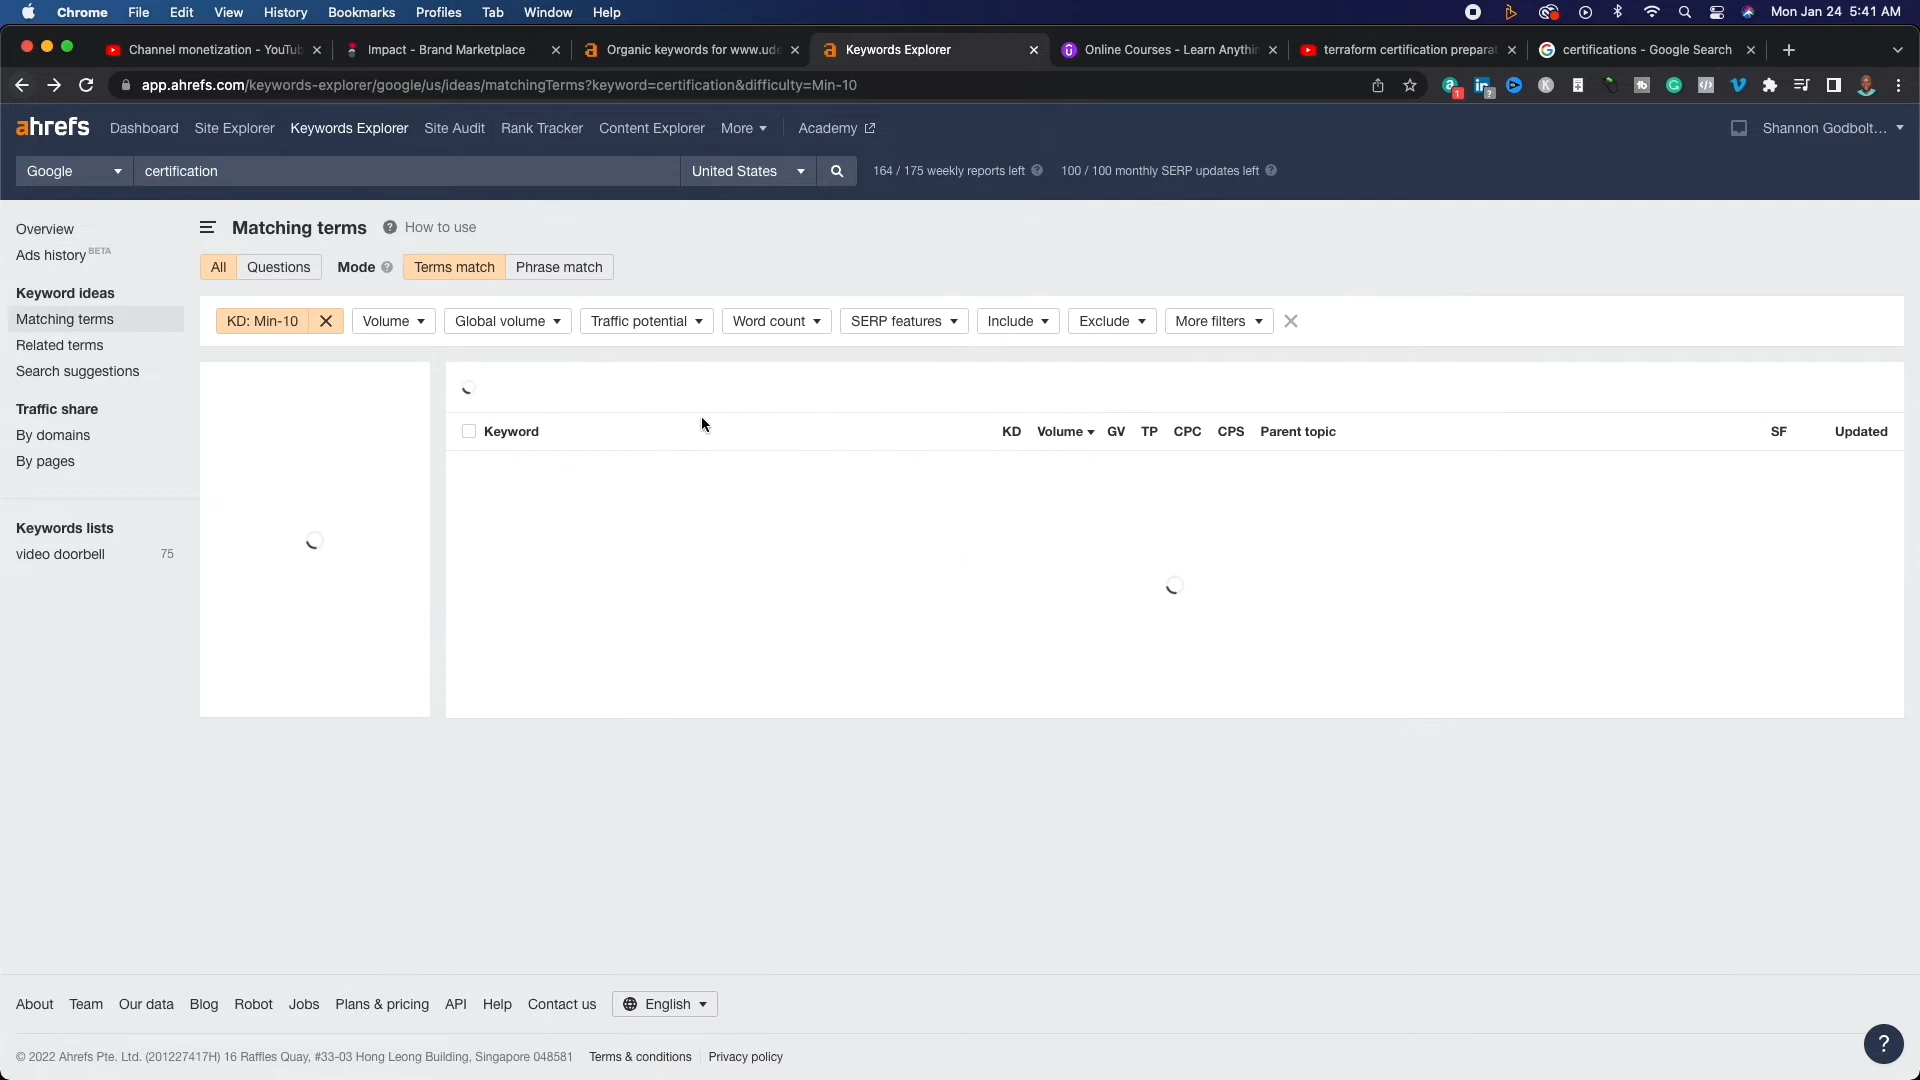 Chrome File Edit View History Bookmarks Profiles Tab Window Help Mon Jan 24 5:41 AM
Channel monetization - YouTub Impact - Brand Marketplace Organic keywords for www.ude Keywords Explorer Online Courses - Learn Anythin terraform certification preparat certifications - Google Search
app.ahrefs.com/keywords-explorer/google/us/ideas/matchingTerms?keyword=certification&difficulty=Min-10
ahrefs Dashboard Site Explorer Keywords Explorer Site Audit Rank Tracker Content Explorer More Academy Shannon Godbolt...
Google certification United States 164 / 175 weekly reports left 100 / 100 monthly SERP updates left
Overview
Ads history BETA
Keyword ideas
Matching terms
Related terms
Search suggestions
Traffic share
By domains
By pages
Keywords lists
video doorbell 75
Matching terms ? How to use
All Questions Mode ? Terms match Phrase match
KD: Min-10 Volume Global volume Traffic potential Word count SERP features Include Exclude More filters
Keyword KD Volume GV TP CPC CPS Parent topic SF Updated
About Team Our data Blog Robot Jobs Plans & pricing API Help Contact us English
© 2022 Ahrefs Pte. Ltd. (201227417H) 16 Raffles Quay, #33-03 Hong Leong Building, Singapore 048581 Terms & conditions Privacy policy
?